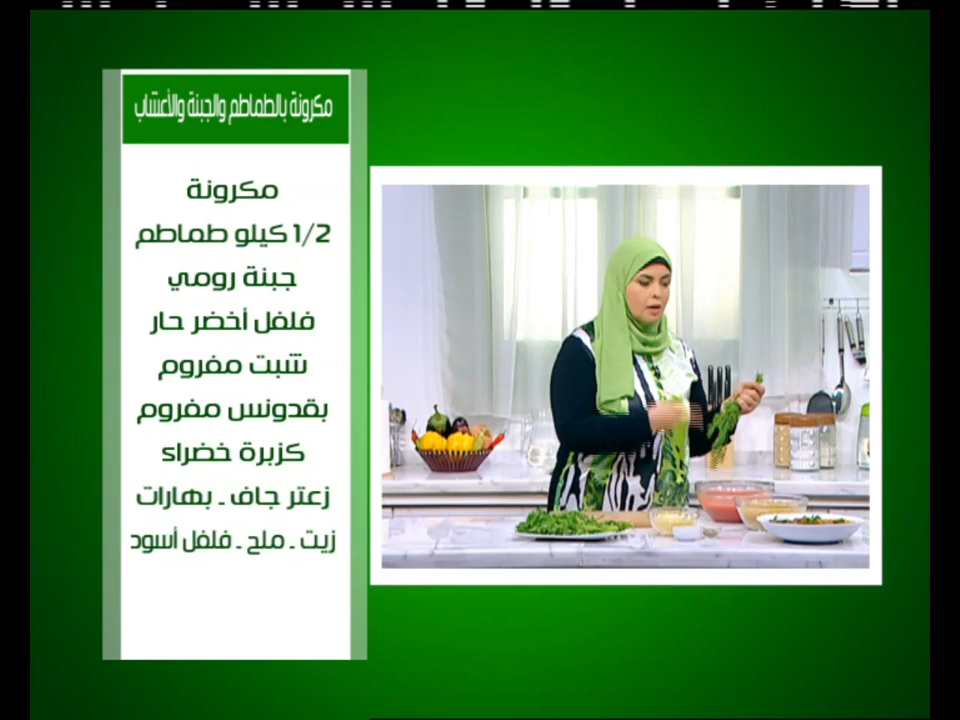 مكرونة بالطماطم والجبنة والأعشاب
مكرونة
1/2 كيلو طماطم
جبنة رومي
فلفل أخضر حار
شبت مفروم
بقدونس مفروم
كزبرة خضراء
زعتر جاف - بهارات
زيت - ملح - فلفل أسود